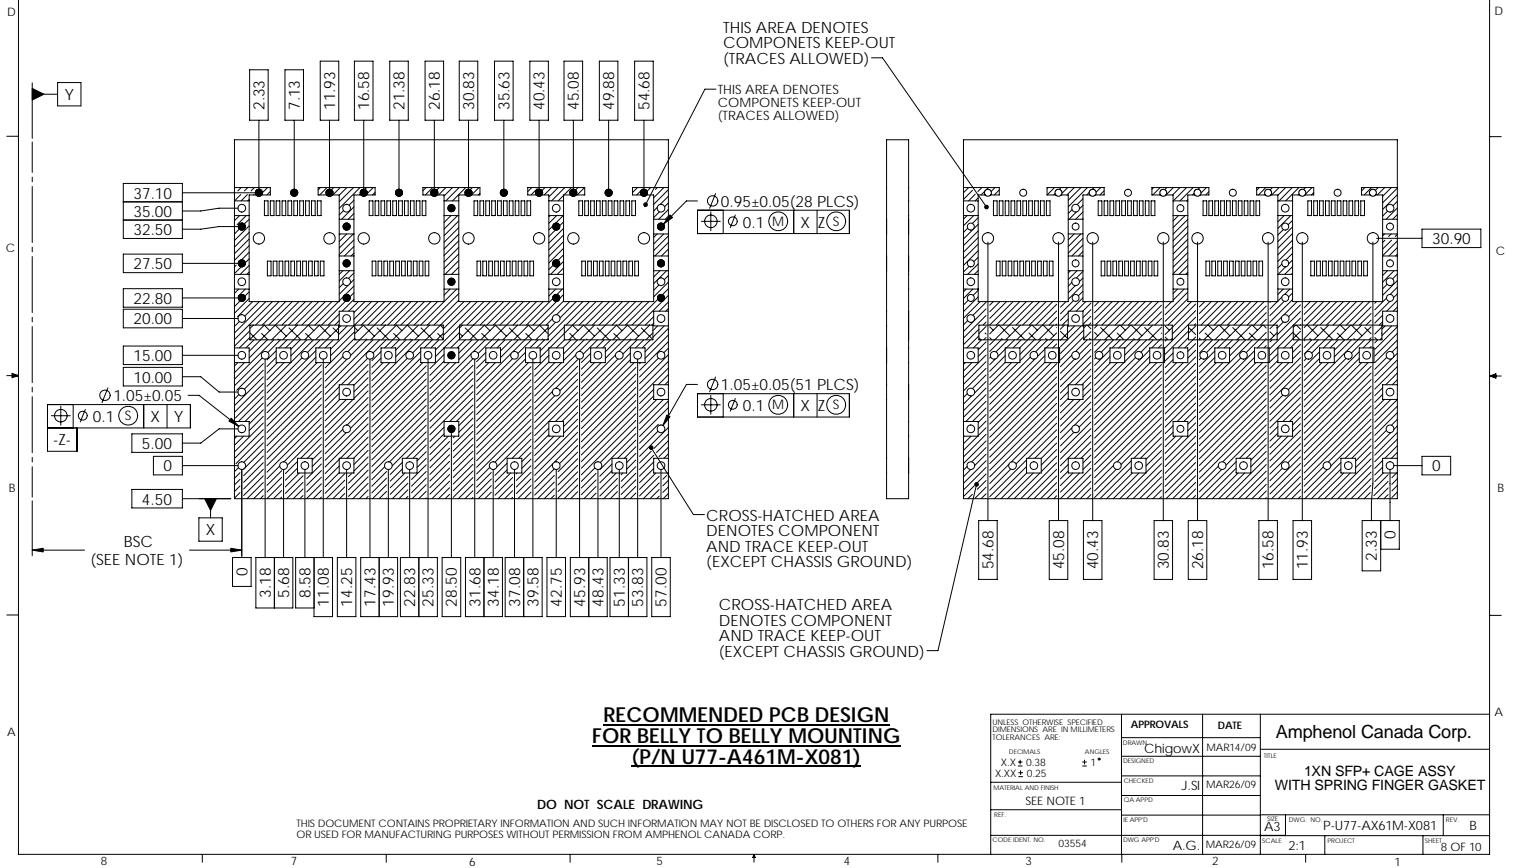 D
D
THIS AREA DENOTES
COMPONETS KEEP-OUT
(TRACES ALLOWED)
THIS AREA DENOTES
COMPONETS KEEP-OUT
(TRACES ALLOWED)
Y
2.33
7.13
11.93
16.58
21.38
26.18
30.83
35.63
40.43
45.08
49.88
54.68
37.10
35.00
32.50
27.50
22.80
20.00
15.00
10.00
Ø1.05±0.05
⌖ Ø 0.1 Ⓢ X Y
-Z-
5.00
0
4.50
X
BSC
(SEE NOTE 1)
Ø0.95±0.05(28 PLCS)
⌖ Ø 0.1 Ⓜ X ZⓈ
Ø1.05±0.05(51 PLCS)
⌖ Ø 0.1 Ⓜ X ZⓈ
C
C
30.90
0
B
B
0
3.18
5.68
8.58
11.08
14.25
17.43
19.93
22.83
25.33
28.50
31.68
34.18
37.08
39.58
42.75
45.93
48.43
51.33
53.83
57.00
54.68
45.08
40.43
30.83
26.18
16.58
11.93
2.33
0
CROSS-HATCHED AREA
DENOTES COMPONENT
AND TRACE KEEP-OUT
(EXCEPT CHASSIS GROUND)
CROSS-HATCHED AREA
DENOTES COMPONENT
AND TRACE KEEP-OUT
(EXCEPT CHASSIS GROUND)
A
A
RECOMMENDED PCB DESIGN
FOR BELLY TO BELLY MOUNTING
(P/N U77-A461M-X081)
DO NOT SCALE DRAWING
THIS DOCUMENT CONTAINS PROPRIETARY INFORMATION AND SUCH INFORMATION MAY NOT BE DISCLOSED TO OTHERS FOR ANY PURPOSE
OR USED FOR MANUFACTURING PURPOSES WITHOUT PERMISSION FROM AMPHENOL CANADA CORP.
UNLESS OTHERWISE SPECIFIED
DIMENSIONS ARE IN MILLIMETERS
TOLERANCES ARE:
DECIMALS ANGLES
X.X ± 0.38 ± 1°
X.XX ± 0.25
MATERIAL AND FINISH
SEE NOTE 1
REF.
CODE IDENT. NO. 03554
APPROVALS DATE
DRAWN ChigowX MAR14/09
DESIGNED
CHECKED J.SI MAR26/09
QA APPD
IE APP'D
DWG APP'D A.G. MAR26/09
Amphenol Canada Corp.
TITLE
1XN SFP+ CAGE ASSY
WITH SPRING FINGER GASKET
SIZE A3 DWG. NO. P-U77-AX61M-X081 REV. B
SCALE 2:1 PROJECT SHEET 8 OF 10
8 7 6 5 4 3 2 1